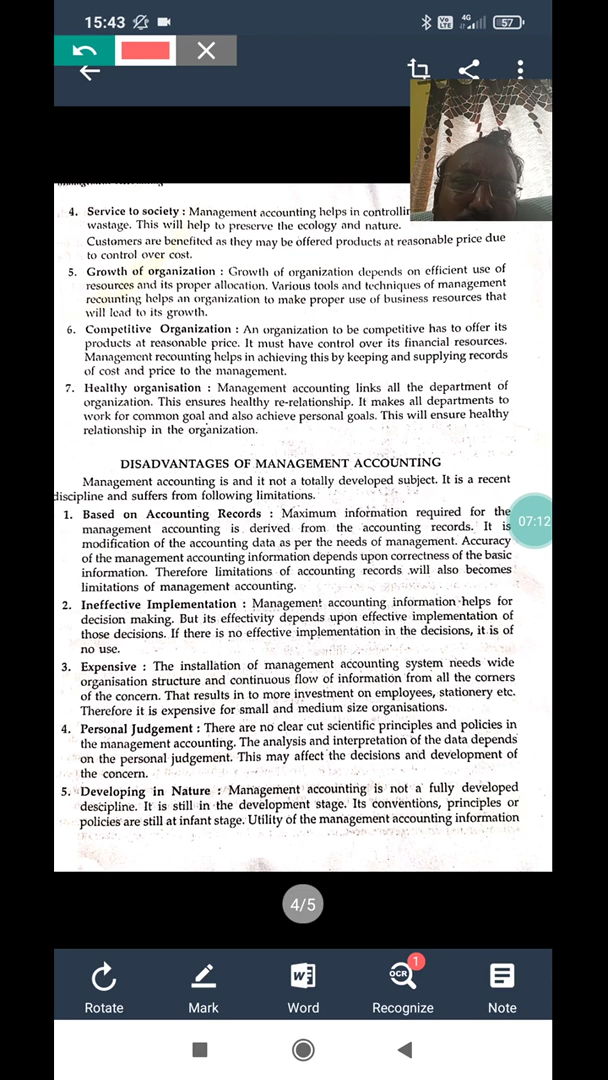 15:43
Vo LTE 4G 57
4. Service to society : Management accounting helps in controllin
wastage. This will help to preserve the ecology and nature.
Customers are benefited as they may be offered products at reasonable price due
to control over cost.
5. Growth of organization : Growth of organization depends on efficient use of
resources and its proper allocation. Various tools and techniques of management
recounting helps an organization to make proper use of business resources that
will lead to its growth.
6. Competitive Organization : An organization to be competitive has to offer its
products at reasonable price. It must have control over its financial resources.
Management recounting helps in achieving this by keeping and supplying records
of cost and price to the management.
7. Healthy organisation : Management accounting links all the department of
organization. This ensures healthy re-relationship. It makes all departments to
work for common goal and also achieve personal goals. This will ensure healthy
relationship in the organization.
DISADVANTAGES OF MANAGEMENT ACCOUNTING
Management accounting is and it not a totally developed subject. It is a recent
discipline and suffers from following limitations.
1. Based on Accounting Records : Maximum information required for the
management accounting is derived from the accounting records. It is
modification of the accounting data as per the needs of management. Accuracy
of the management accounting information depends upon correctness of the basic
information. Therefore limitations of accounting records will also becomes
limitations of management accounting.
07:12
2. Ineffective Implementation : Management accounting information helps for
decision making. But its effectivity depends upon effective implementation of
those decisions. If there is no effective implementation in the decisions, it is of
no use.
3. Expensive : The installation of management accounting system needs wide
organisation structure and continuous flow of information from all the corners
of the concern. That results in to more investment on employees, stationery etc.
Therefore it is expensive for small and medium size organisations.
4. Personal Judgement : There are no clear cut scientific principles and policies in
the management accounting. The analysis and interpretation of the data depends
on the personal judgement. This may affect the decisions and development of
the concern.
5. Developing in Nature : Management accounting is not a fully developed
descipline. It is still in the development stage. Its conventions, principles or
policies are still at infant stage. Utility of the management accounting information
4/5
W OCR 1
Rotate Mark Word Recognize Note